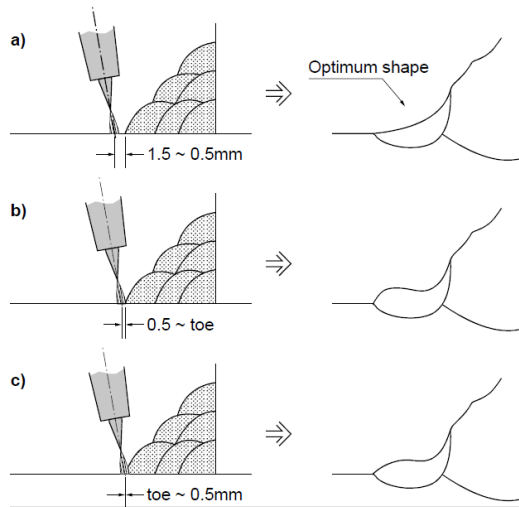 a)
Optimum shape
1.5 ~ 0.5mm
b)
0.5 ~ toe
c)
toe ~ 0.5mm